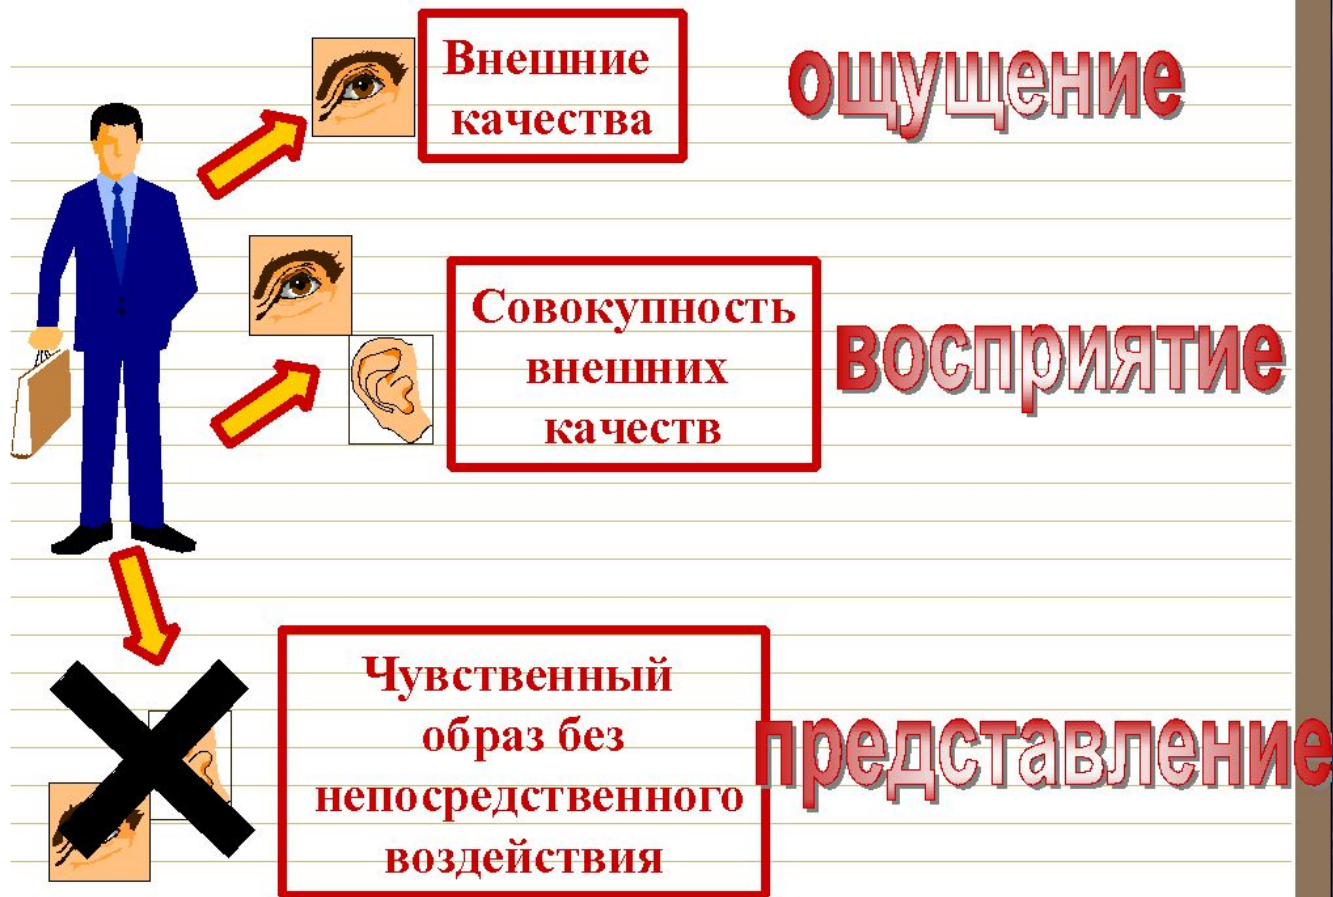 Внешние
качества
ощущение
Совокупность
внешних
качеств
восприятие
Чувственный
образ без
непосредственного
воздействия
представление